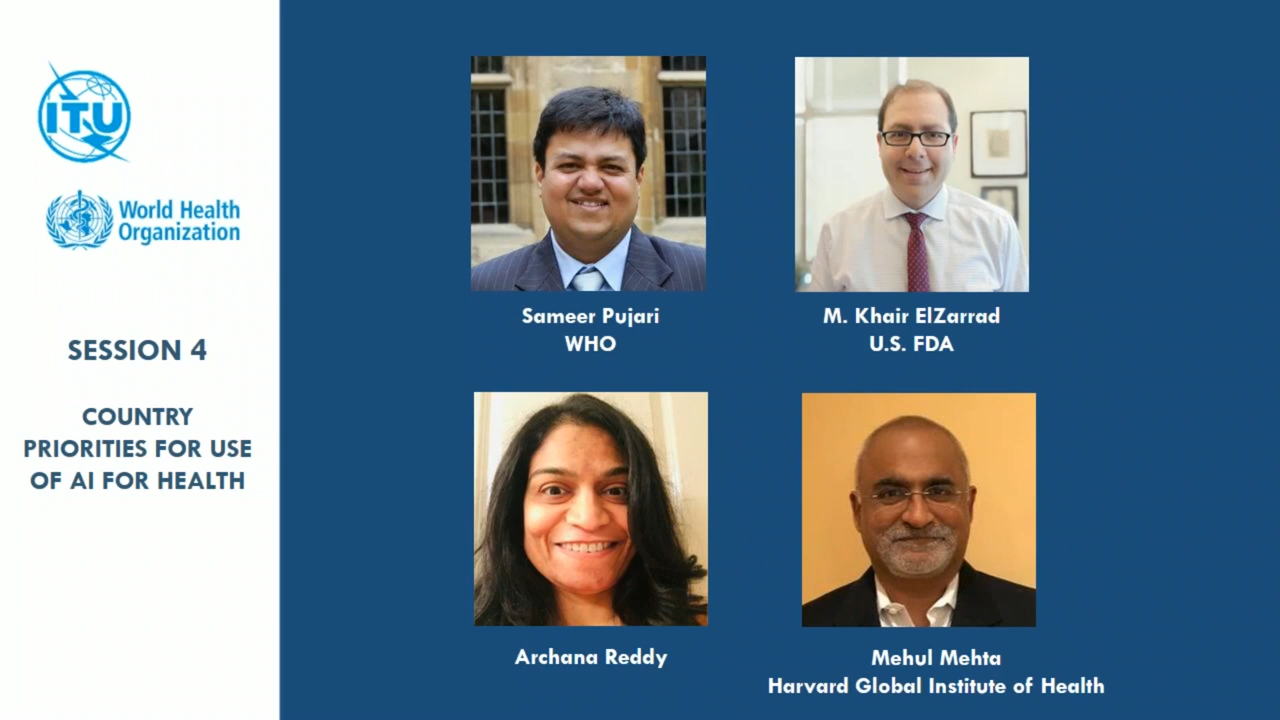 ITU
World Health
Organization
SESSION 4
COUNTRY
PRIORITIES FOR USE
OF AI FOR HEALTH
Sameer Pujari
WHO
M. Khair ElZarrad
U.S. FDA
Archana Reddy
Mehul Mehta
Harvard Global Institute of Health